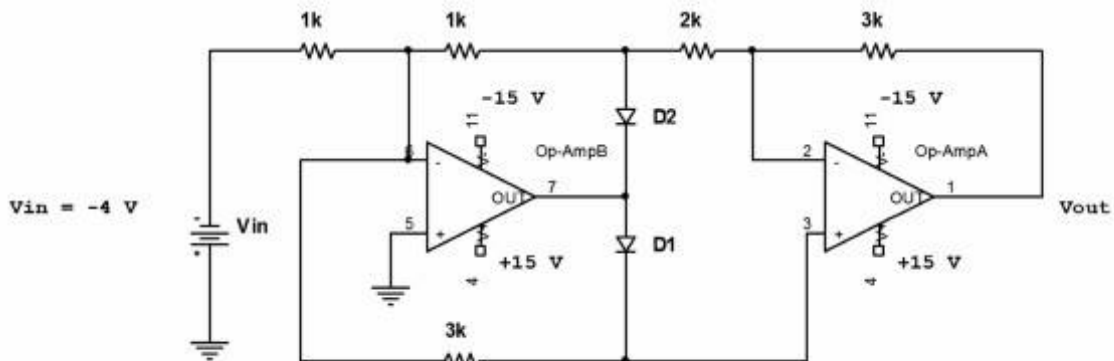 1k
1k
2k
3k
-15 V
-15 V
11
11
D2
Op-AmpB
Op-AmpA
6
-
7
2
-
1
OUT
OUT
V
V
Vin = -4 V
-
Vin
+
Vout
5
+
3
+
D1
V
V
+15 V
+15 V
4
4
3k